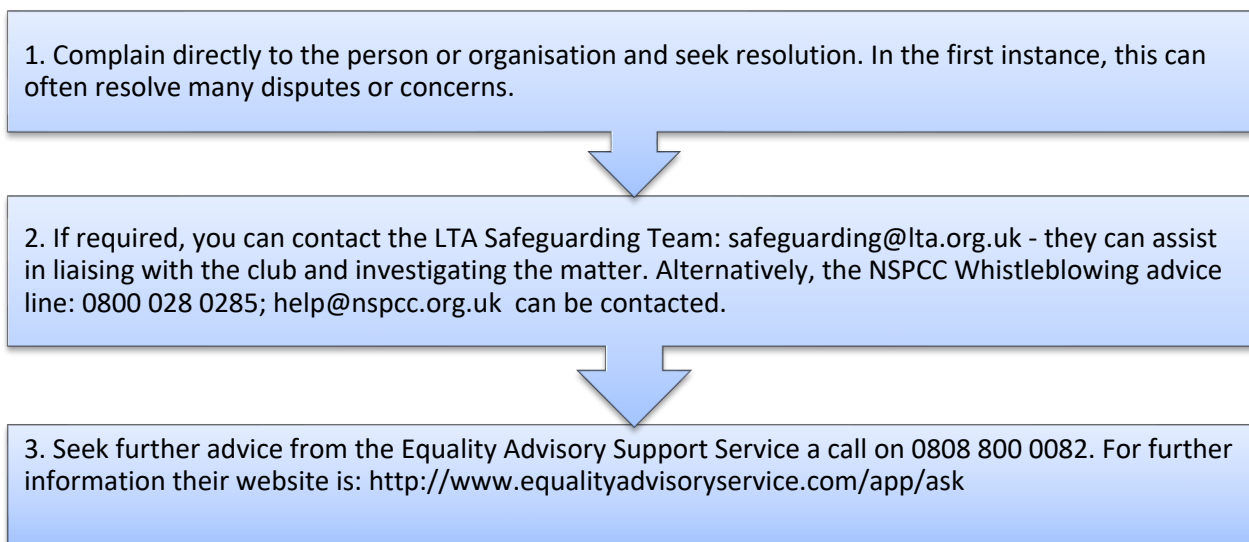 1. Complain directly to the person or organisation and seek resolution. In the first instance, this can
often resolve many disputes or concerns.
2. If required, you can contact the LTA Safeguarding Team: safeguarding@lta.org.uk - they can assist
in liaising with the club and investigating the matter. Alternatively, the NSPCC Whistleblowing advice
line: 0800 028 0285; help@nspcc.org.uk  can be contacted.
3. Seek further advice from the Equality Advisory Support Service a call on 0808 800 0082. For further
information their website is: http://www.equalityadvisoryservice.com/app/ask